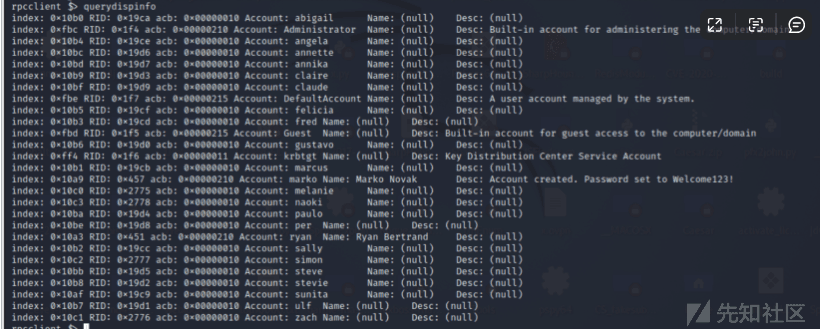 rpcclient $> querydispinfo
index: 0×10b0 RID: 0×19ca acb: 0×00000010 Account: abigail Name: (null) Desc: (null)
index: 0×fbc RID: 0×1f4 acb: 0×00000210 Account: Administrator Name: (null) Desc: Built-in account for administering the computer/domain
index: 0×10b4 RID: 0×19ce acb: 0×00000010 Account: angela Name: (null) Desc: (null)
index: 0×10bc RID: 0×19d6 acb: 0×00000010 Account: annette Name: (null) Desc: (null)
index: 0×10bd RID: 0×19d7 acb: 0×00000010 Account: annika Name: (null) Desc: (null)
index: 0×10b9 RID: 0×19d3 acb: 0×00000010 Account: claire Name: (null) Desc: (null)
index: 0×10bf RID: 0×19d9 acb: 0×00000010 Account: claude Name: (null) Desc: (null)
index: 0×fbe RID: 0×1f7 acb: 0×00000215 Account: DefaultAccount Name: (null) Desc: A user account managed by the system.
index: 0×10b5 RID: 0×19cf acb: 0×00000010 Account: felicia Name: (null) Desc: (null)
index: 0×10b3 RID: 0×19cd acb: 0×00000010 Account: fred Name: (null) Desc: (null)
index: 0×fbd RID: 0×1f5 acb: 0×00000215 Account: Guest Name: (null) Desc: Built-in account for guest access to the computer/domain
index: 0×10b6 RID: 0×19d0 acb: 0×00000010 Account: gustavo Name: (null) Desc: (null)
index: 0×ff4 RID: 0×1f6 acb: 0×00000011 Account: krbtgt Name: (null) Desc: Key Distribution Center Service Account
index: 0×10b1 RID: 0×19cb acb: 0×00000010 Account: marcus Name: (null) Desc: (null)
index: 0×10a9 RID: 0×457 acb: 0×00000210 Account: marko Name: Marko Novak Desc: Account created. Password set to Welcome123!
index: 0×10c0 RID: 0×2775 acb: 0×00000010 Account: melanie Name: (null) Desc: (null)
index: 0×10c3 RID: 0×2778 acb: 0×00000010 Account: naoki Name: (null) Desc: (null)
index: 0×10ba RID: 0×19d4 acb: 0×00000010 Account: paulo Name: (null) Desc: (null)
index: 0×10be RID: 0×19d8 acb: 0×00000010 Account: per Name: (null) Desc: (null)
index: 0×10a3 RID: 0×451 acb: 0×00000210 Account: ryan Name: Ryan Bertrand Desc: (null)
index: 0×10b2 RID: 0×19cc acb: 0×00000010 Account: sally Name: (null) Desc: (null)
index: 0×10c2 RID: 0×2777 acb: 0×00000010 Account: simon Name: (null) Desc: (null)
index: 0×10bb RID: 0×19d5 acb: 0×00000010 Account: steve Name: (null) Desc: (null)
index: 0×10b8 RID: 0×19d2 acb: 0×00000010 Account: stevie Name: (null) Desc: (null)
index: 0×10af RID: 0×19c9 acb: 0×00000010 Account: sunita Name: (null) Desc: (null)
index: 0×10b7 RID: 0×19d1 acb: 0×00000010 Account: ulf Name: (null) Desc: (null)
index: 0×10c1 RID: 0×2776 acb: 0×00000010 Account: zach Name: (null) Desc: (null)
rpcclient $>
先知社区